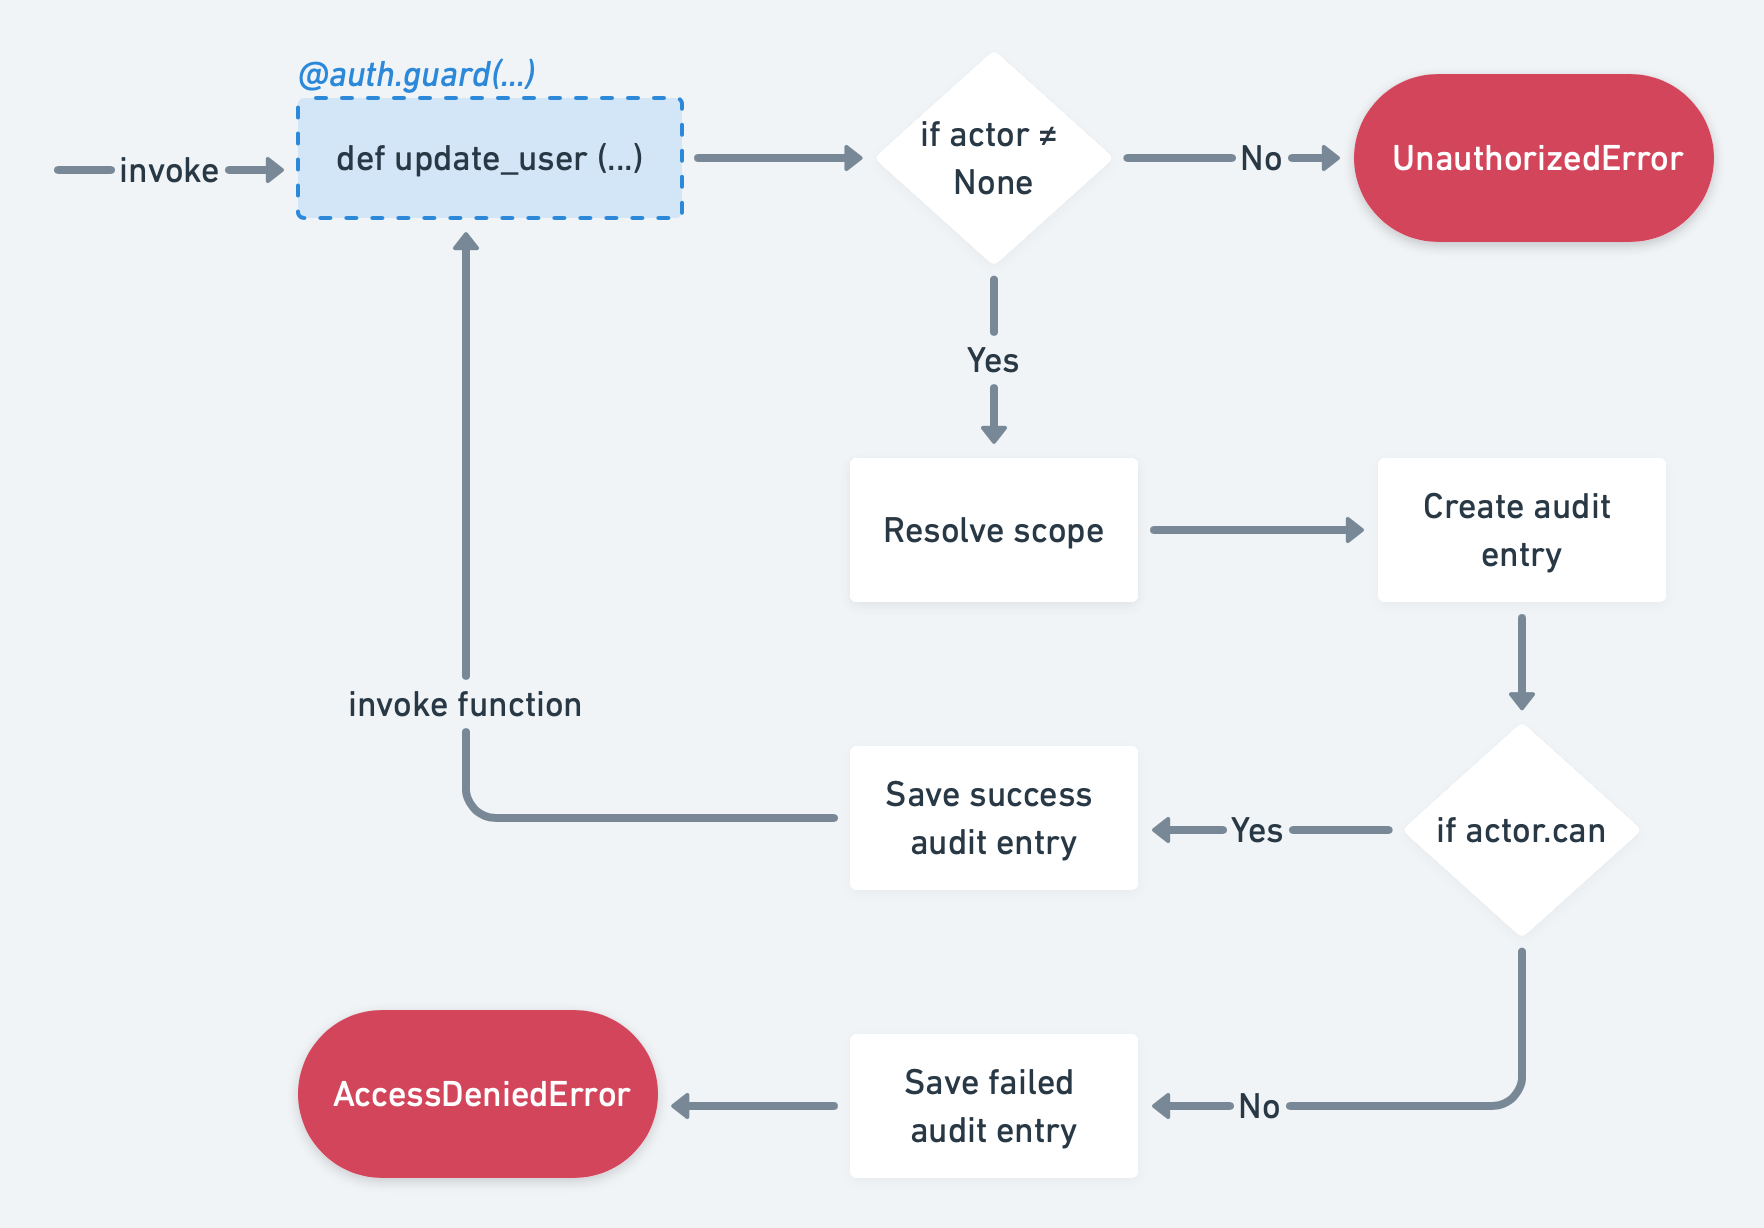 @auth.guard(...)
invoke
def update_user (...)
if actor ≠
None
No
UnauthorizedError
Yes
Resolve scope
Create audit
entry
invoke function
Save success
audit entry
Yes
if actor.can
AccessDeniedError
Save failed
audit entry
No